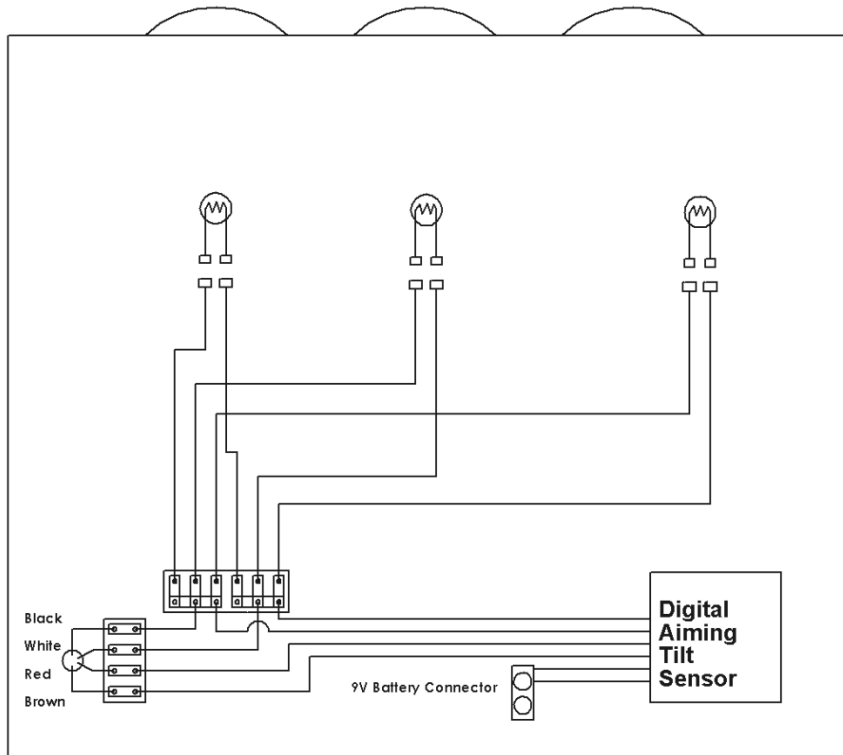 Black
White
Red
Brown
9V Battery Connector
Digital
Aiming
Tilt
Sensor